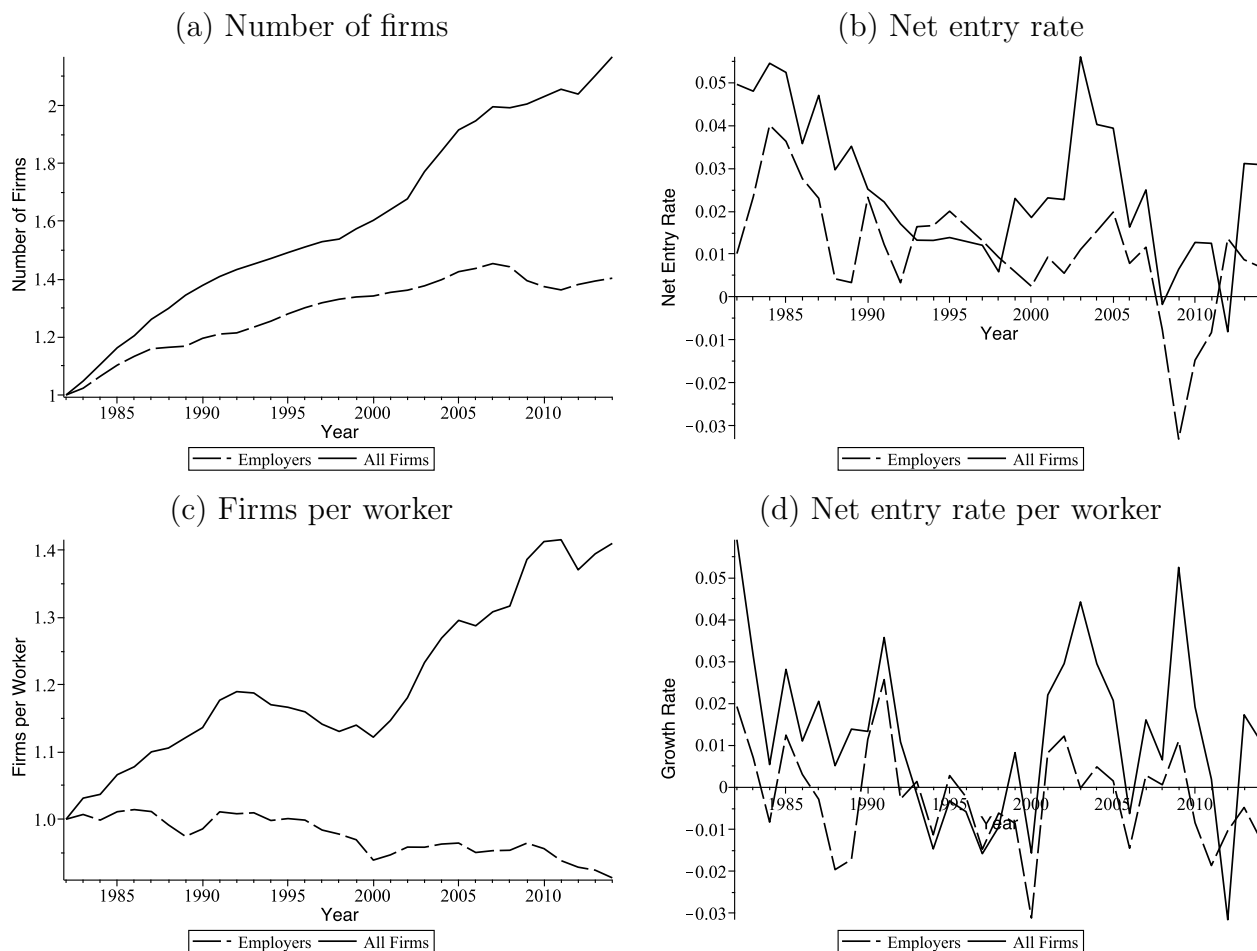 (a) Number of firms
Number of Firms
2
1.8
1.6
1.4
1.2
1
1985 1990 1995 2000 2005 2010
Year
Employers All Firms
(b) Net entry rate
Net Entry Rate
0.05
0.04
0.03
0.02
0.01
0
−0.01
−0.02
−0.03
1985 1990 1995 2000 2005 2010
Year
Employers All Firms
(c) Firms per worker
Firms per Worker
1.4
1.3
1.2
1.1
1.0
1985 1990 1995 2000 2005 2010
Year
Employers All Firms
(d) Net entry rate per worker
Growth Rate
0.05
0.04
0.03
0.02
0.01
0
−0.01
−0.02
−0.03
1985 1990 1995 2000 2005 2010
Year
Employers All Firms